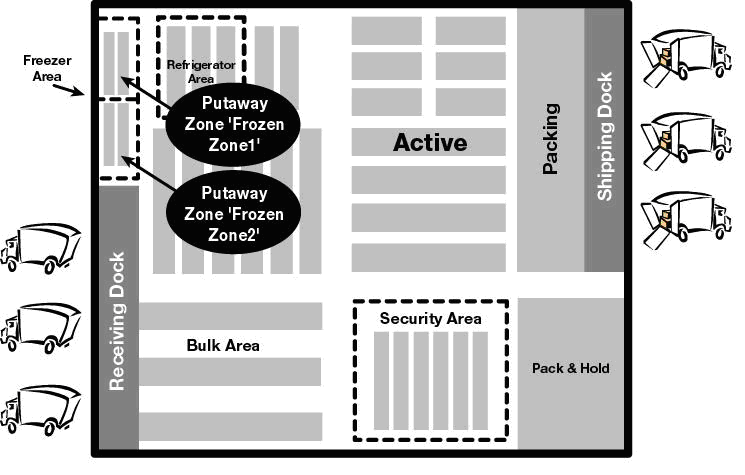 Freezer
Area
Refrigerator
Area
Putaway
Zone 'Frozen
Zone1'
Putaway
Zone 'Frozen
Zone2'
Active
Packing
Shipping Dock
Receiving Dock
Bulk Area
Security Area
Pack & Hold